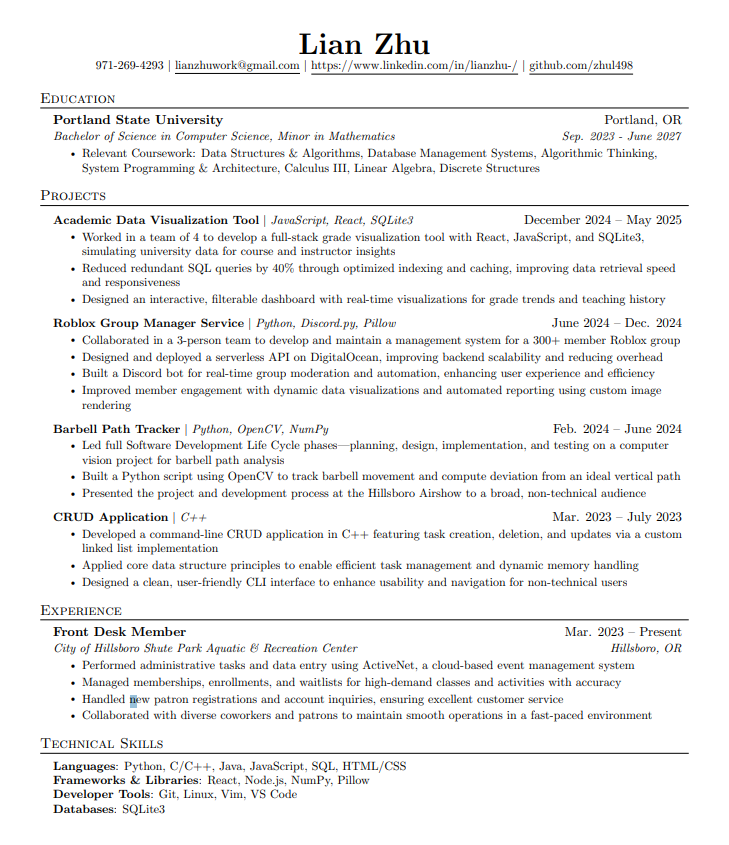 Lian Zhu
971-269-4293 | lianzhuwork@gmail.com | https://www.linkedin.com/in/lianzhu-/ | github.com/zhul498
Education
Portland State University Portland, OR
Bachelor of Science in Computer Science, Minor in Mathematics Sep. 2023 - June 2027
• Relevant Coursework: Data Structures & Algorithms, Database Management Systems, Algorithmic Thinking,
System Programming & Architecture, Calculus III, Linear Algebra, Discrete Structures
Projects
Academic Data Visualization Tool | JavaScript, React, SQLite3 December 2024 – May 2025
• Worked in a team of 4 to develop a full-stack grade visualization tool with React, JavaScript, and SQLite3,
simulating university data for course and instructor insights
• Reduced redundant SQL queries by 40% through optimized indexing and caching, improving data retrieval speed
and responsiveness
• Designed an interactive, filterable dashboard with real-time visualizations for grade trends and teaching history
Roblox Group Manager Service | Python, Discord.py, Pillow June 2024 – Dec. 2024
• Collaborated in a 3-person team to develop and maintain a management system for a 300+ member Roblox group
• Designed and deployed a serverless API on DigitalOcean, improving backend scalability and reducing overhead
• Built a Discord bot for real-time group moderation and automation, enhancing user experience and efficiency
• Improved member engagement with dynamic data visualizations and automated reporting using custom image
rendering
Barbell Path Tracker | Python, OpenCV, NumPy Feb. 2024 – June 2024
• Led full Software Development Life Cycle phases—planning, design, implementation, and testing on a computer
vision project for barbell path analysis
• Built a Python script using OpenCV to track barbell movement and compute deviation from an ideal vertical path
• Presented the project and development process at the Hillsboro Airshow to a broad, non-technical audience
CRUD Application | C++ Mar. 2023 – July 2023
• Developed a command-line CRUD application in C++ featuring task creation, deletion, and updates via a custom
linked list implementation
• Applied core data structure principles to enable efficient task management and dynamic memory handling
• Designed a clean, user-friendly CLI interface to enhance usability and navigation for non-technical users
Experience
Front Desk Member Mar. 2023 – Present
City of Hillsboro Shute Park Aquatic & Recreation Center Hillsboro, OR
• Performed administrative tasks and data entry using ActiveNet, a cloud-based event management system
• Managed memberships, enrollments, and waitlists for high-demand classes and activities with accuracy
• Handled new patron registrations and account inquiries, ensuring excellent customer service
• Collaborated with diverse coworkers and patrons to maintain smooth operations in a fast-paced environment
Technical Skills
Languages: Python, C/C++, Java, JavaScript, SQL, HTML/CSS
Frameworks & Libraries: React, Node.js, NumPy, Pillow
Developer Tools: Git, Linux, Vim, VS Code
Databases: SQLite3